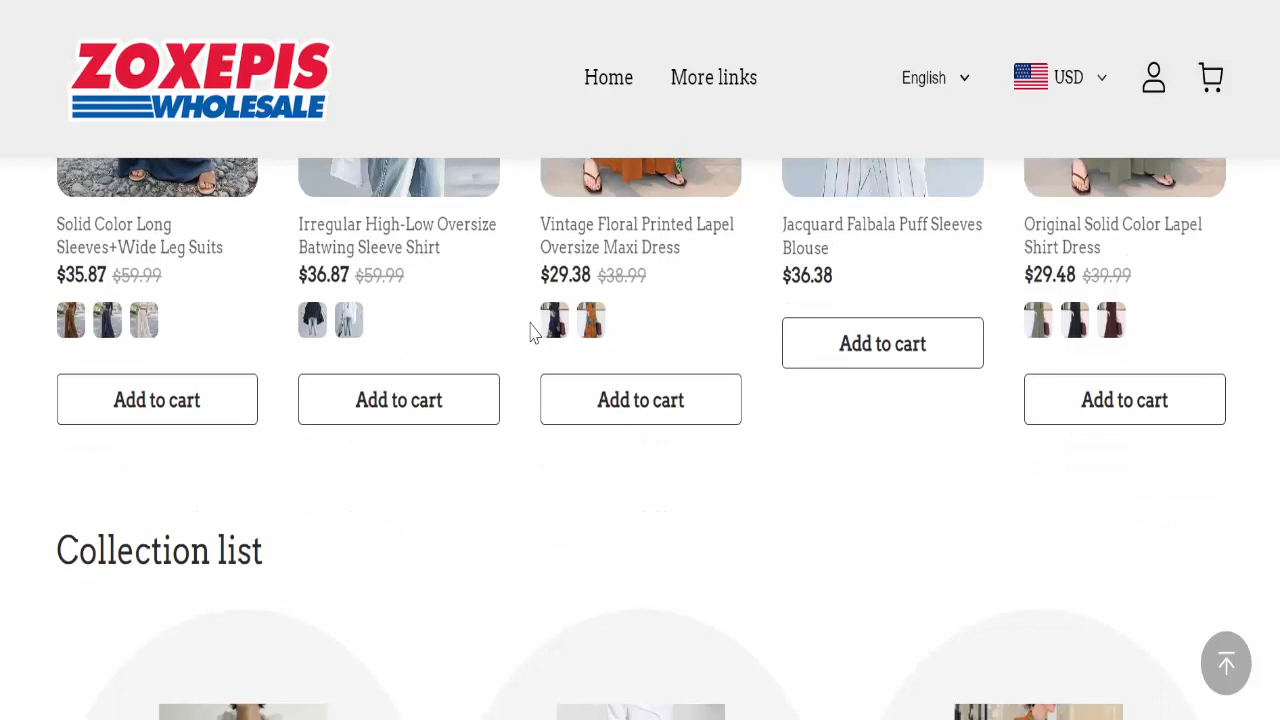 ZOXEPIS
WHOLESALE
Home
More links
English
USD
Solid Color Long
Sleeves+Wide Leg Suits
$35.87 $59.99
Add to cart
Irregular High-Low Oversize
Batwing Sleeve Shirt
$36.87 $59.99
Add to cart
Vintage Floral Printed Lapel
Oversize Maxi Dress
$29.38 $38.99
Add to cart
Jacquard Falbala Puff Sleeves
Blouse
$36.38
Add to cart
Original Solid Color Lapel
Shirt Dress
$29.48 $39.99
Add to cart
Collection list